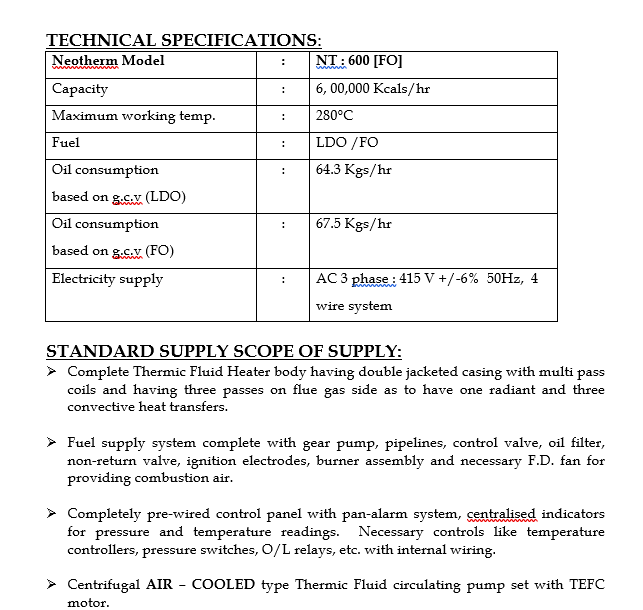 TECHNICAL SPECIFICATIONS:
Neotherm Model : NT : 600 [FO]
Capacity : 6, 00,000 Kcals/hr
Maximum working temp. : 280°C
Fuel : LDO /FO
Oil consumption : 64.3 Kgs/hr
based on g.c.v (LDO)
Oil consumption : 67.5 Kgs/hr
based on g.c.v (FO)
Electricity supply : AC 3 phase : 415 V +/-6% 50Hz, 4
wire system
STANDARD SUPPLY SCOPE OF SUPPLY:
➢ Complete Thermic Fluid Heater body having double jacketed casing with multi pass
coils and having three passes on flue gas side as to have one radiant and three
convective heat transfers.
➢ Fuel supply system complete with gear pump, pipelines, control valve, oil filter,
non-return valve, ignition electrodes, burner assembly and necessary F.D. fan for
providing combustion air.
➢ Completely pre-wired control panel with pan-alarm system, centralised indicators
for pressure and temperature readings. Necessary controls like temperature
controllers, pressure switches, O/L relays, etc. with internal wiring.
➢ Centrifugal AIR – COOLED type Thermic Fluid circulating pump set with TEFC
motor.